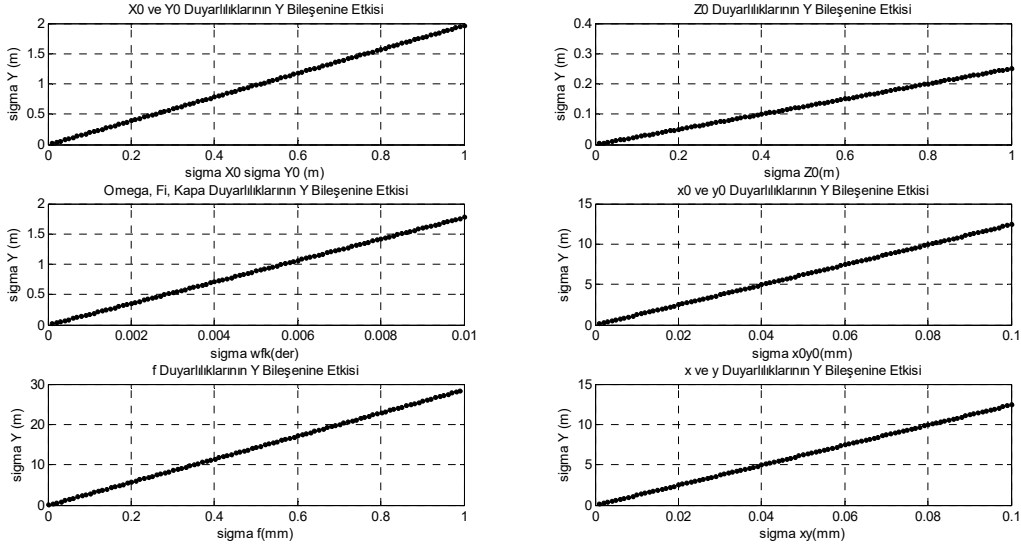 X0 ve Y0 Duyarlılıklarının Y Bileşenine Etkisi
2
1.5
1
0.5
0
sigma Y (m)
0 0.2 0.4 0.6 0.8 1
sigma X0 sigma Y0 (m)
Z0 Duyarlılıklarının Y Bileşenine Etkisi
0.4
0.3
0.2
0.1
0
sigma Y (m)
0 0.2 0.4 0.6 0.8 1
sigma Z0(m)
Omega, Fi, Kapa Duyarlılıklarının Y Bileşenine Etkisi
2
1.5
1
0.5
0
sigma Y (m)
0 0.002 0.004 0.006 0.008 0.01
sigma wfk(der)
x0 ve y0 Duyarlılıklarının Y Bileşenine Etkisi
15
10
5
0
sigma Y (m)
0 0.02 0.04 0.06 0.08 0.1
sigma x0y0(mm)
f Duyarlılıklarının Y Bileşenine Etkisi
30
20
10
0
sigma Y (m)
0 0.2 0.4 0.6 0.8 1
sigma f(mm)
x ve y Duyarlılıklarının Y Bileşenine Etkisi
15
10
5
0
sigma Y (m)
0 0.02 0.04 0.06 0.08 0.1
sigma xy(mm)